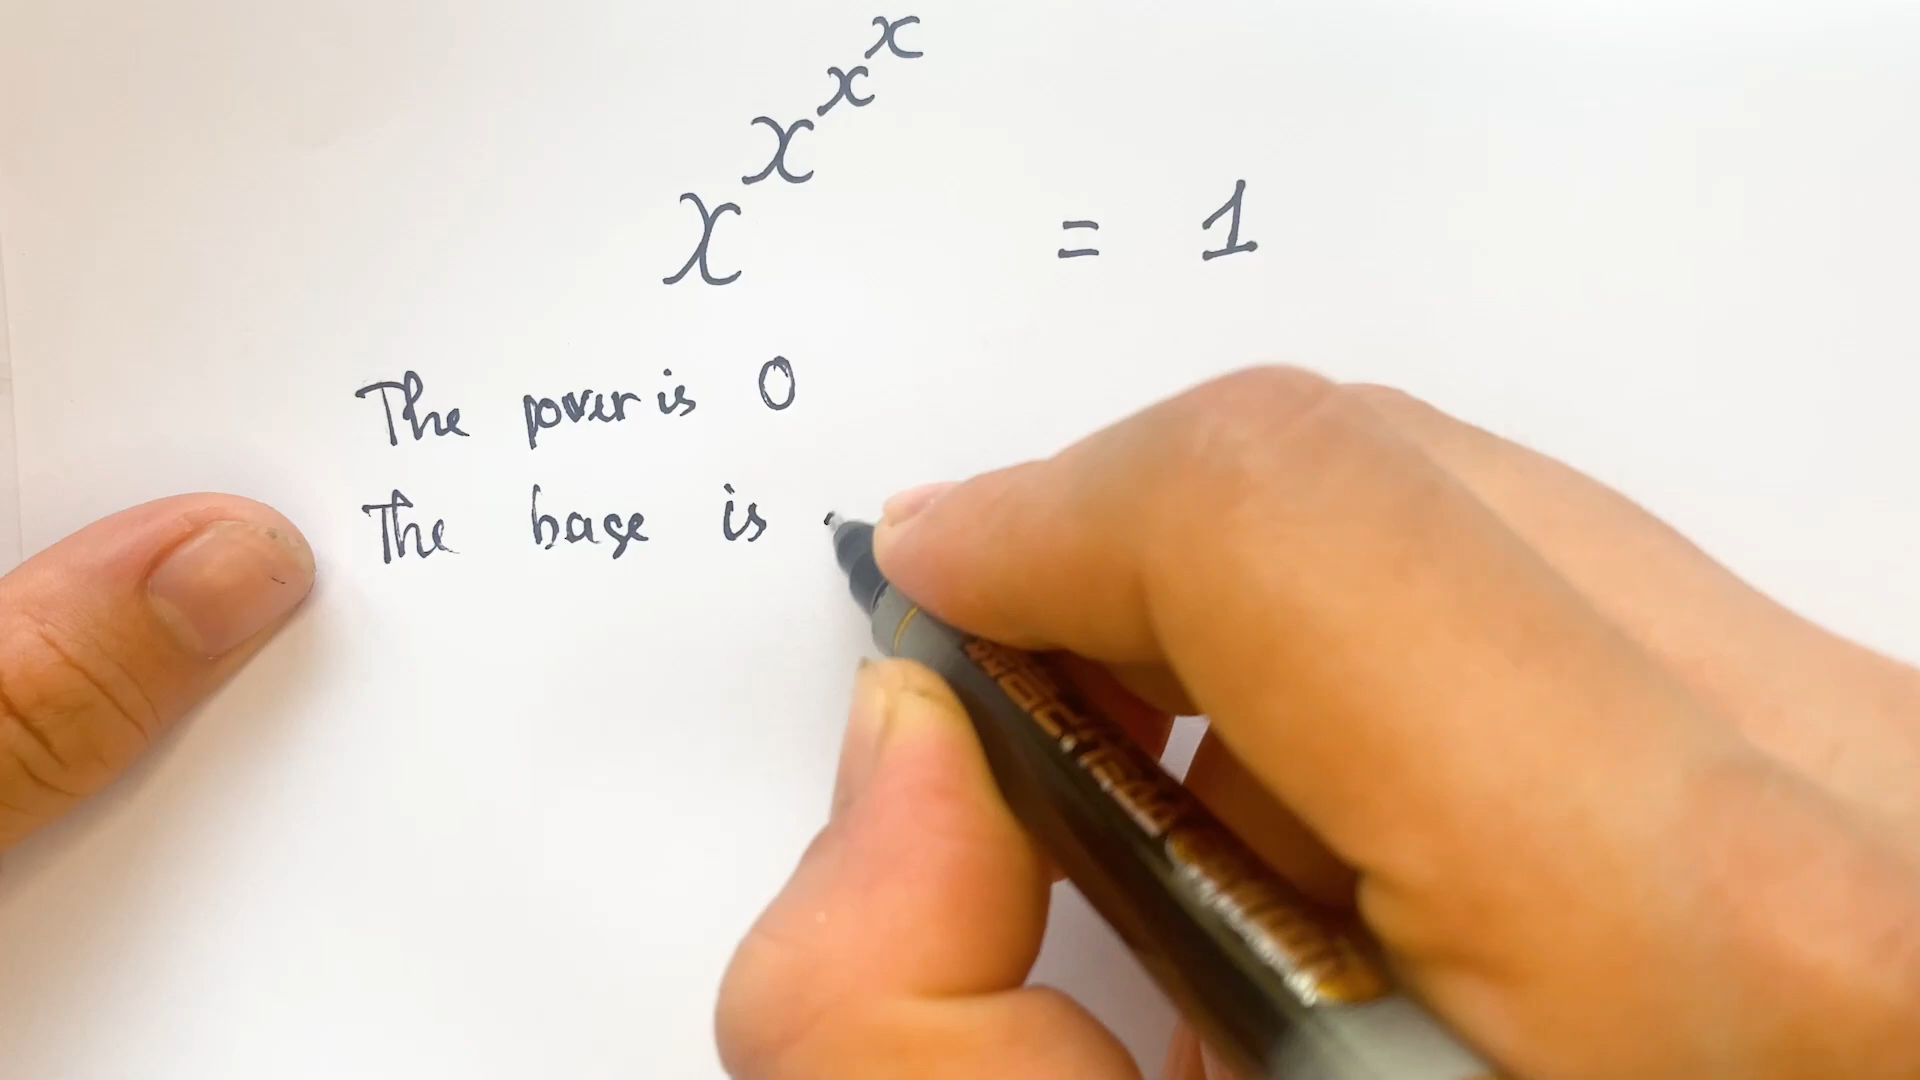 x^x^x^x = 1
The power is 0
The base is